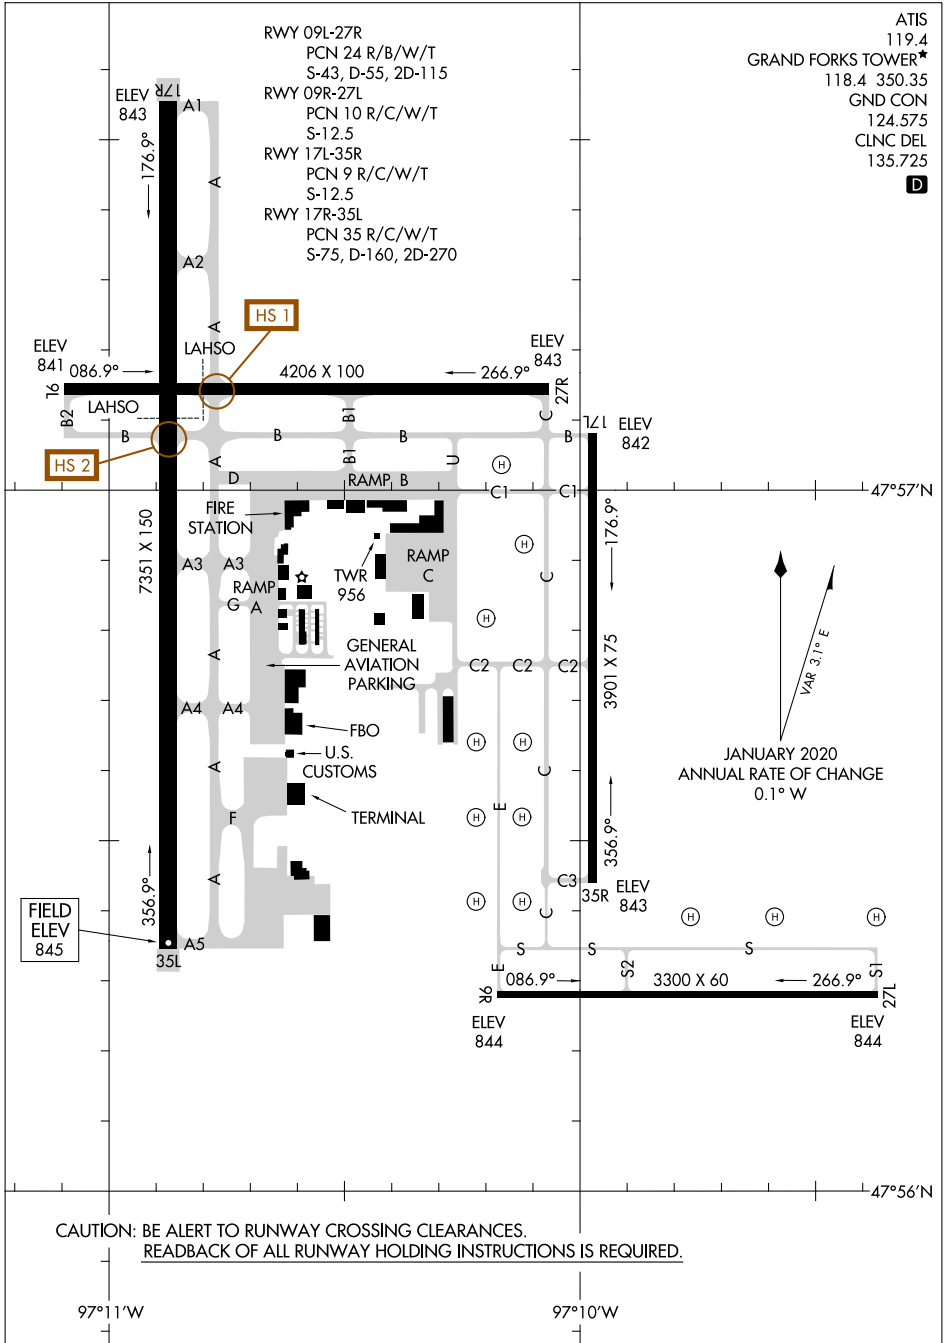 RWY 09L-27R
PCN 24 R/B/W/T
S-43, D-55, 2D-115
RWY 09R-27L
PCN 10 R/C/W/T
S-12.5
RWY 17L-35R
PCN 9 R/C/W/T
S-12.5
RWY 17R-35L
PCN 35 R/C/W/T
S-75, D-160, 2D-270
ATIS
119.4
GRAND FORKS TOWER★
118.4 350.35
GND CON
124.575
CLNC DEL
135.725
D
ELEV
843
17R
A1
176.9°
A
A2
A
HS 1
LAHSO
ELEV
841
086.9°
4206 X 100
266.9°
ELEV
843
9L
27R
LAHSO
B2
B
B
B1
B
C
B
17L
ELEV
842
HS 2
A
D
B1
U
H
RAMP B
C1
C1
47°57'N
FIRE
STATION
7351 X 150
A3
A3
RAMP
A
G
TWR
956
RAMP
C
H
C
176.9°
H
GENERAL
AVIATION
PARKING
A
C2
C2
C2
3901 X 75
VAR 3.1° E
A4
A4
FBO
U.S.
CUSTOMS
H
H
A
C
JANUARY 2020
ANNUAL RATE OF CHANGE
0.1° W
TERMINAL
F
E
H
H
356.9°
356.9°
A
C3
35R
ELEV
843
H
H
C
H
H
H
FIELD
ELEV
845
A5
35L
S
S
S
E
S2
S1
086.9°
3300 X 60
266.9°
9R
27L
ELEV
844
ELEV
844
47°56'N
CAUTION: BE ALERT TO RUNWAY CROSSING CLEARANCES.
READBACK OF ALL RUNWAY HOLDING INSTRUCTIONS IS REQUIRED.
97°11'W
97°10'W